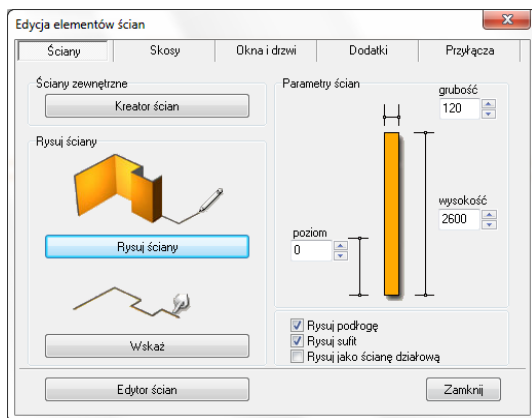 Edycja elementów ścian
Ściany
Skosy
Okna i drzwi
Dodatki
Przyłącza
Ściany zewnętrzne
Kreator ścian
Rysuj ściany
Rysuj ściany
Wskaż
Parametry ścian
grubość
120
wysokość
2600
poziom
0
Rysuj podłogę
Rysuj sufit
Rysuj jako ścianę działową
Edytor ścian
Zamknij